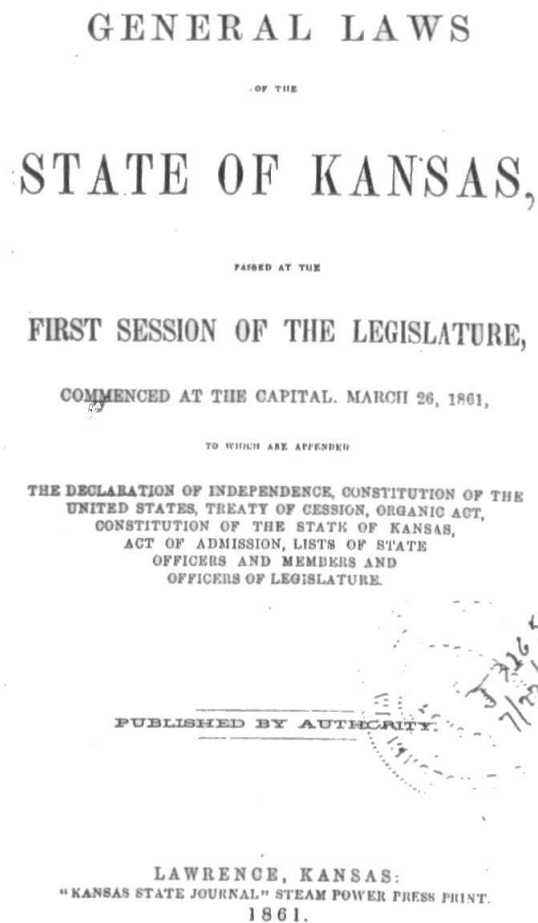 GENERAL LAWS
OF THE
STATE OF KANSAS,
PASSED AT THE
FIRST SESSION OF THE LEGISLATURE,
COMMENCED AT THE CAPITAL. MARCH 26, 1861,
TO WHICH ARE APPENDED
THE DECLARATION OF INDEPENDENCE, CONSTITUTION OF THE
UNITED STATES, TREATY OF CESSION, ORGANIC ACT,
CONSTITUTION OF THE STATE OF KANSAS,
ACT OF ADMISSION, LISTS OF STATE
OFFICERS AND MEMBERS AND
OFFICERS OF LEGISLATURE.
PUBLISHED BY AUTHORITY.
LAWRENCE, KANSAS:
"KANSAS STATE JOURNAL" STEAM POWER PRESS PRINT.
1861.